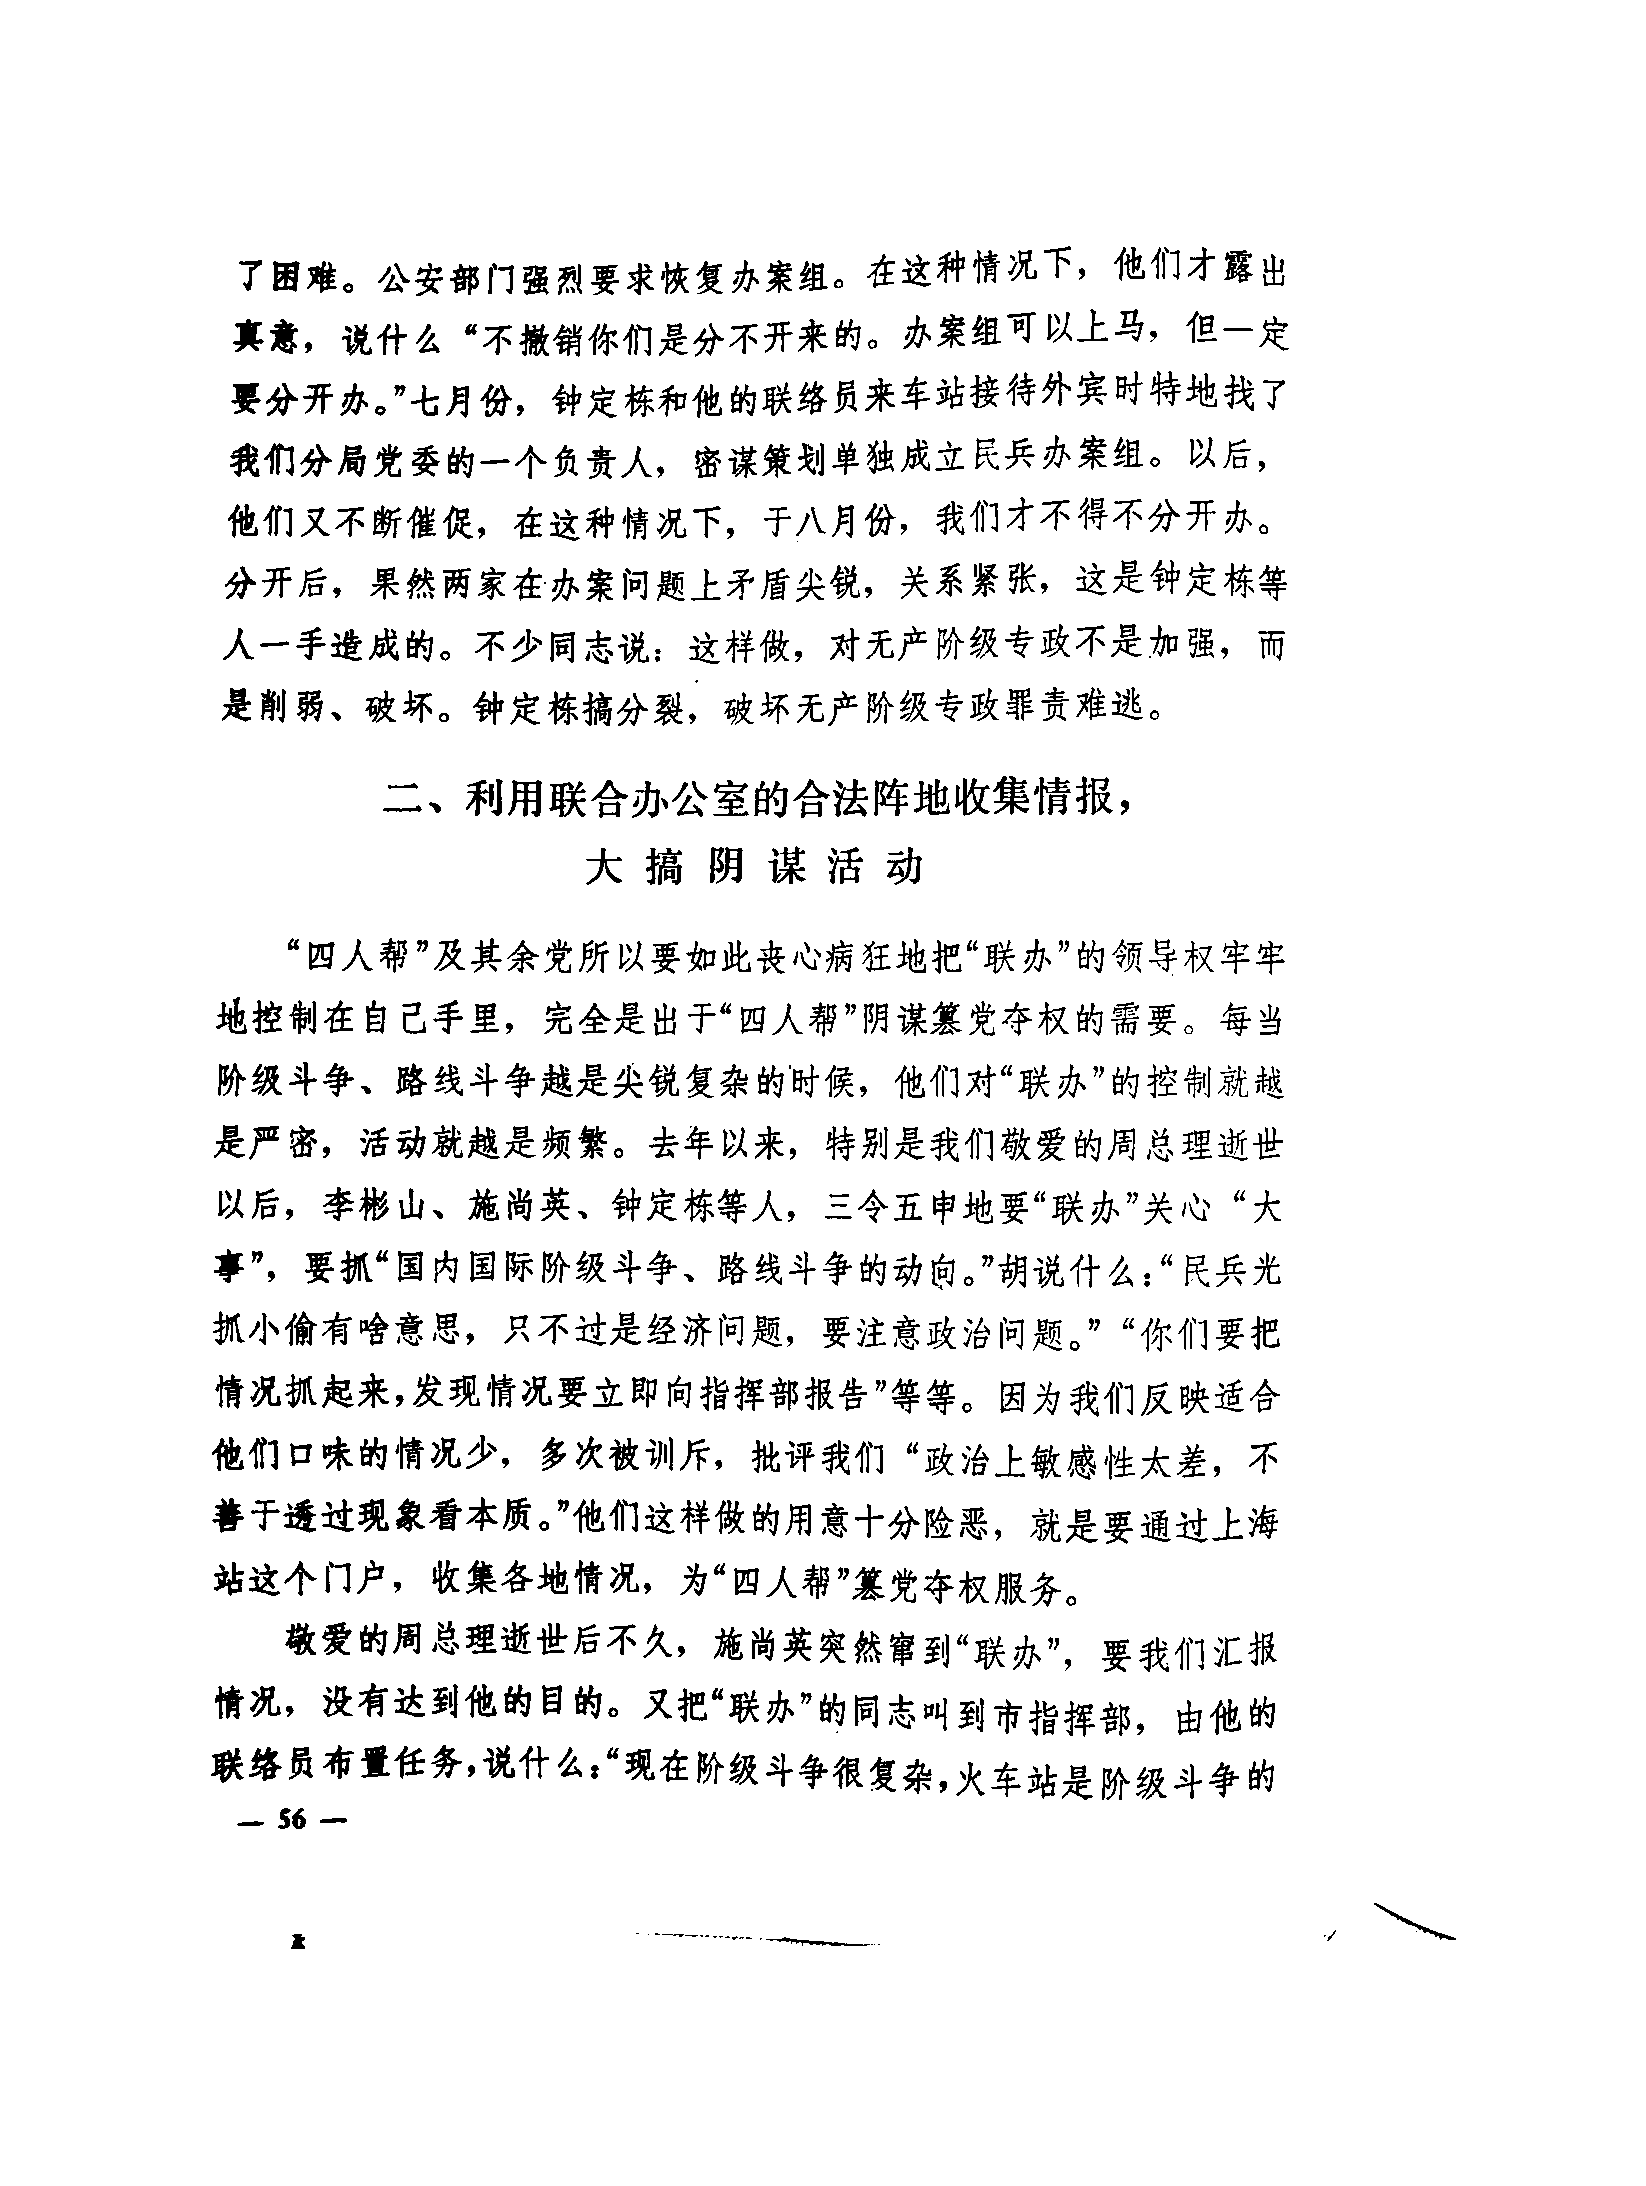 了困难。公安部门强烈要求恢复办案组。在这种情况下，他们才露出
真意，说什么“不撤销你们是分不开来的。办案组可以上马，但一定
要分开办。”七月份，钟定栋和他的联络员来车站接待外宾时特地找了
我们分局党委的一个负责人，密谋策划单独成立民兵办案组。以后，
他们又不断催促，在这种情况下，于八月份，我们才不得不分开办。
分开后，果然两家在办案问题上矛盾尖锐，关系紧张，这是钟定栋等
人一手造成的。不少同志说：这样做，对无产阶级专政不是加强，而
是削弱、破坏。钟定栋搞分裂，破坏无产阶级专政罪责难逃。
二、利用联合办公室的合法阵地收集情报，
大搞阴谋活动
“四人帮”及其余党所以要如此丧心病狂地把“联办”的领导权牢牢
地控制在自己手里，完全是出于“四人帮”阴谋篡党夺权的需要。每当
阶级斗争、路线斗争越是尖锐复杂的时候，他们对“联办”的控制就越
是严密，活动就越是频繁。去年以来，特别是我们敬爱的周总理逝世
以后，李彬山、施尚英、钟定栋等人，三令五申地要“联办”关心“大
事”，要抓“国内国际阶级斗争、路线斗争的动向。”胡说什么：“民兵光
抓小偷有啥意思，只不过是经济问题，要注意政治问题。”“你们要把
情况抓起来，发现情况要立即向指挥部报告”等等。因为我们反映适合
他们口味的情况少，多次被训斥，批评我们“政治上敏感性太差，不
善于透过现象看本质。”他们这样做的用意十分险恶，就是要通过上海
站这个门户，收集各地情况，为“四人帮”篡党夺权服务。
敬爱的周总理逝世后不久，施尚英突然窜到“联办”，要我们汇报
情况，没有达到他的目的。又把“联办”的同志叫到市指挥部，由他的
联络员布置任务，说什么：“现在阶级斗争很复杂，火车站是阶级斗争的
— 56 —